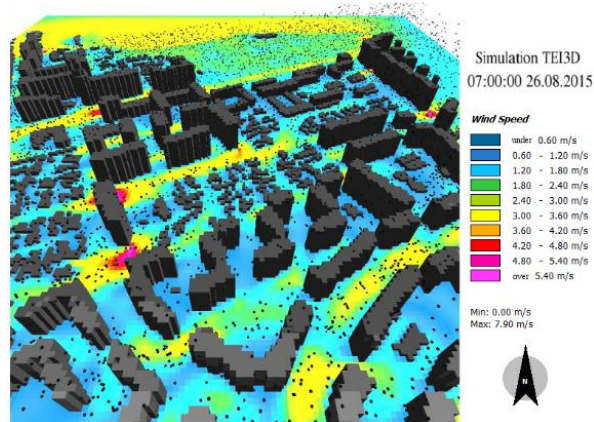 Simulation TEI3D
07:00:00 26.08.2015
Wind Speed
under 0.60 m/s
0.60 - 1.20 m/s
1.20 - 1.80 m/s
1.80 - 2.40 m/s
2.40 - 3.00 m/s
3.00 - 3.60 m/s
3.60 - 4.20 m/s
4.20 - 4.80 m/s
4.80 - 5.40 m/s
over 5.40 m/s
Min: 0.00 m/s
Max: 7.90 m/s
N